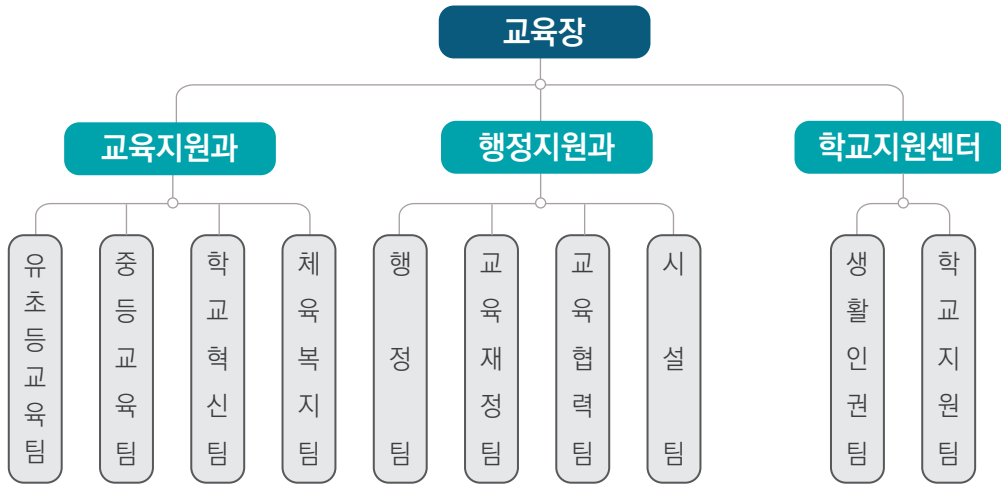 교육장
교육지원과
행정지원과
학교지원센터
유초등교육팀
중등교육팀
학교혁신팀
체육복지팀
행정팀
교육재정팀
교육협력팀
시설팀
생활인권팀
학교지원팀